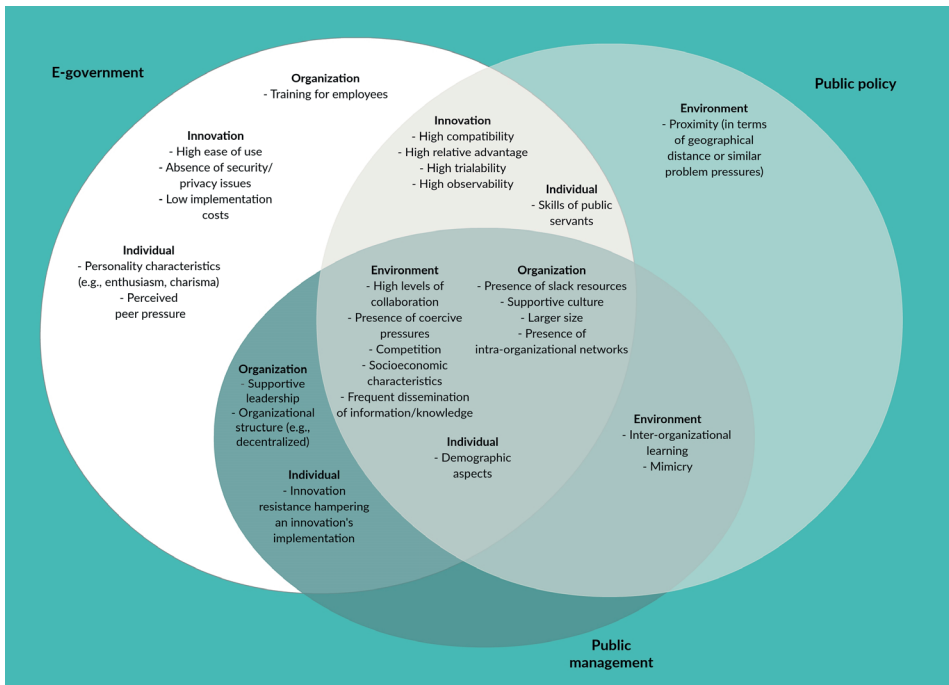 E-government
Public policy
Organization
- Training for employees
Innovation
- High ease of use
- Absence of security/
privacy issues
- Low implementation
costs
Individual
- Personality characteristics
(e.g., enthusiasm, charisma)
- Perceived
peer pressure
Innovation
- High compatibility
- High relative advantage
- High trialability
- High observability
Individual
- Skills of public
servants
Environment
- Proximity (in terms
of geographical
distance or similar
problem pressures)
Environment
- High levels of
collaboration
- Presence of coercive
pressures
- Competition
- Socioeconomic
characteristics
- Frequent dissemination
of information/knowledge
Organization
- Presence of slack resources
- Supportive culture
- Larger size
- Presence of
intra-organizational networks
Organization
- Supportive
leadership
- Organizational
structure (e.g.,
decentralized)
Individual
- Innovation
resistance hampering
an innovation's
implementation
Individual
- Demographic
aspects
Environment
- Inter-organizational
learning
- Mimicry
Public
management